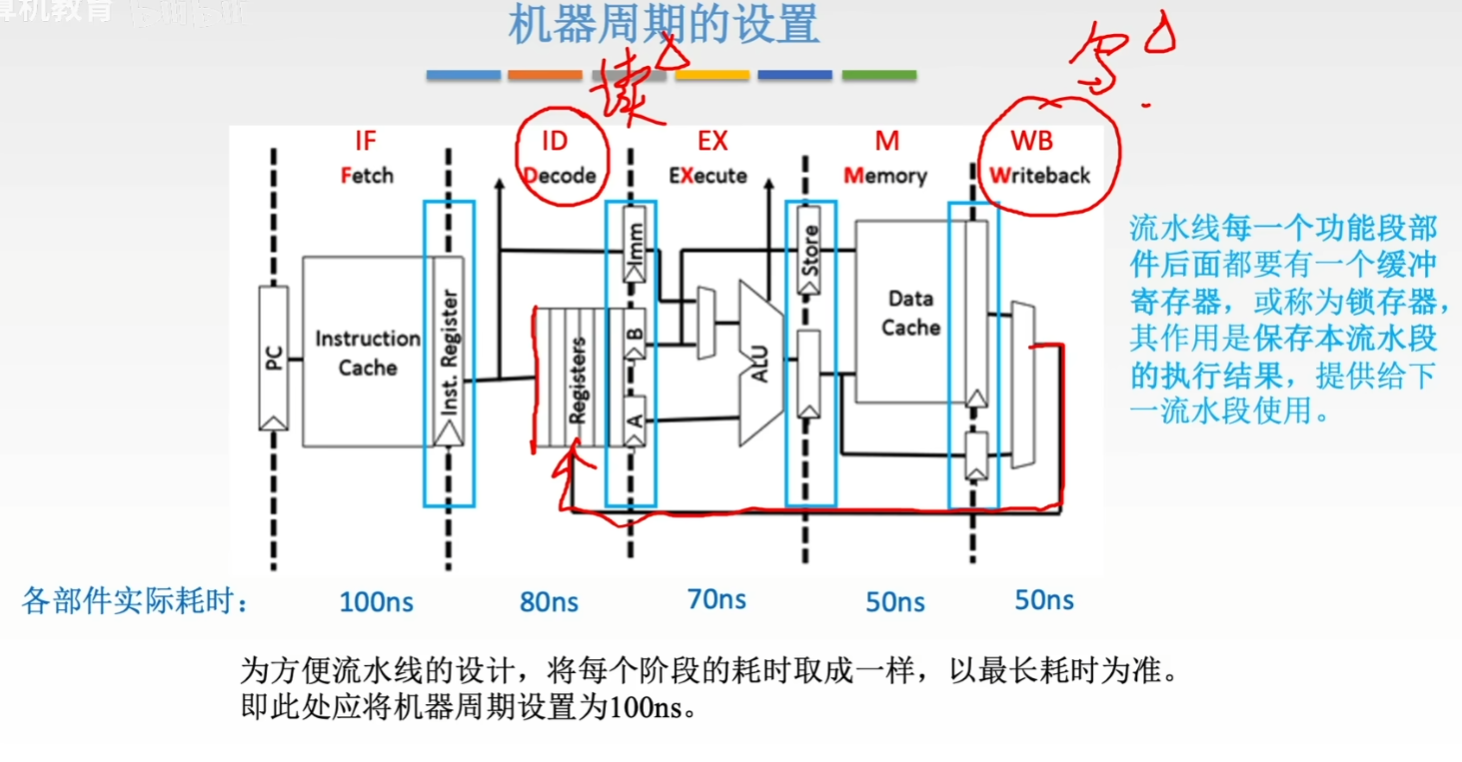 机教育
机器周期的设置
读
写
IF
ID
EX
M
WB
Fetch
Decode
EXecute
Memory
Writeback
PC
Instruction
Cache
Inst. Register
Registers
Imm
B
A
ALU
Store
Data
Cache
流水线每一个功能段部
件后面都要有一个缓冲
寄存器，或称为锁存器，
其作用是保存本流水段
的执行结果，提供给下
一流水段使用。
各部件实际耗时：
100ns
80ns
70ns
50ns
50ns
为方便流水线的设计，将每个阶段的耗时取成一样，以最长耗时为准。
即此处应将机器周期设置为100ns。